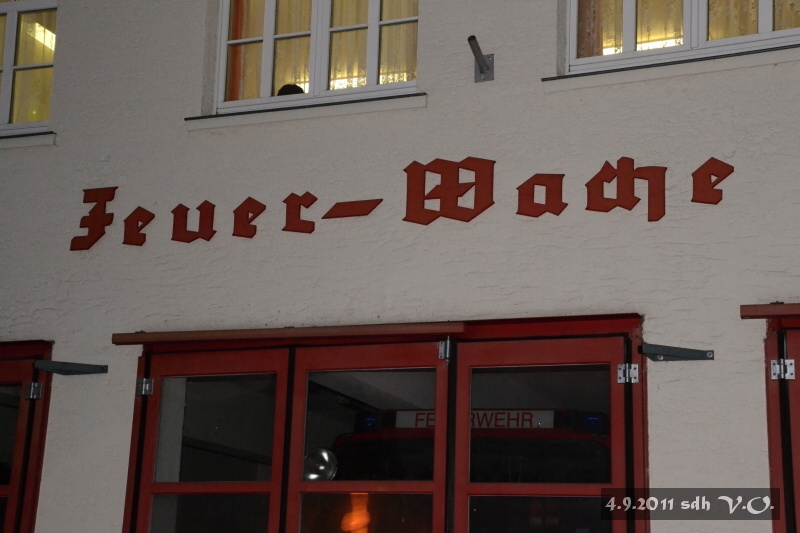 Feuer-Wache
FEUERWEHR
4.9.2011 sdh V.O.